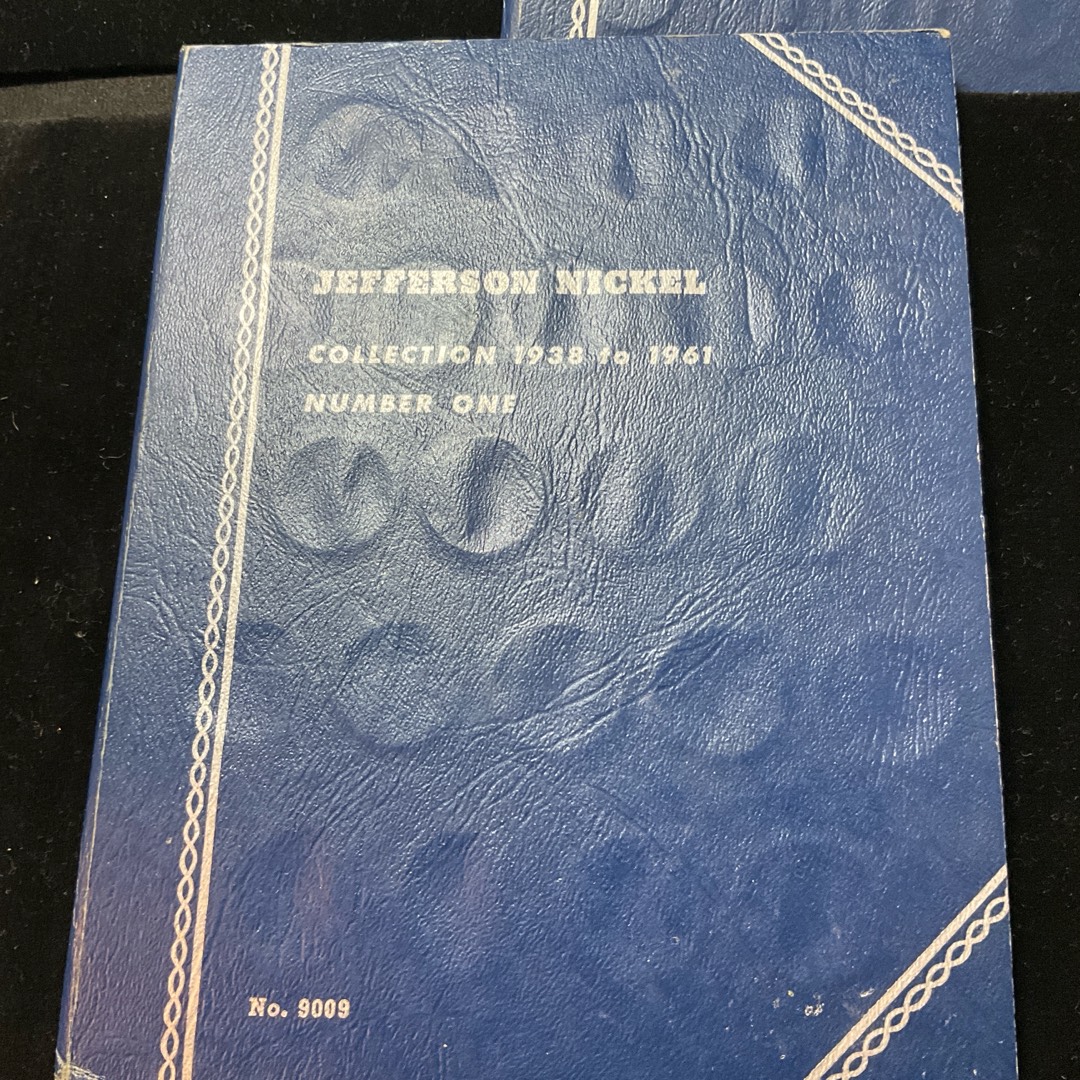 JEFFERSON NICKEL
COLLECTION 1938 to 1961
NUMBER ONE
No. 9009